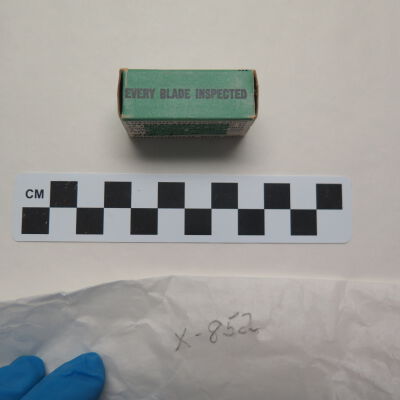 EVERY BLADE INSPECTED
CM
X-852